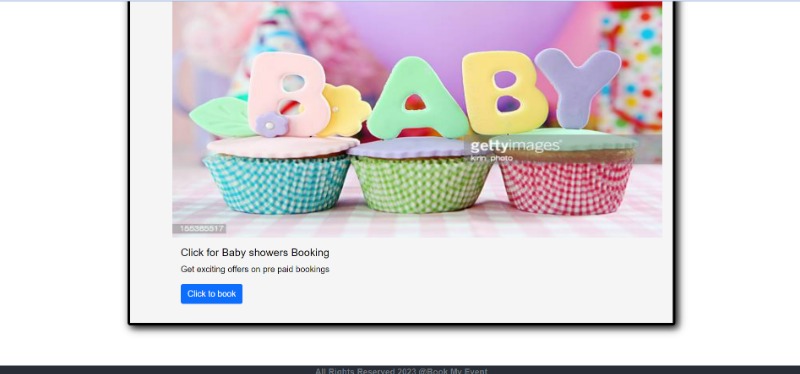 BABY
gettyimages
kirin_photo
Click for Baby showers Booking
Get exciting offers on pre paid bookings
Click to book
All Rights Reserved 2023 @Book My Event